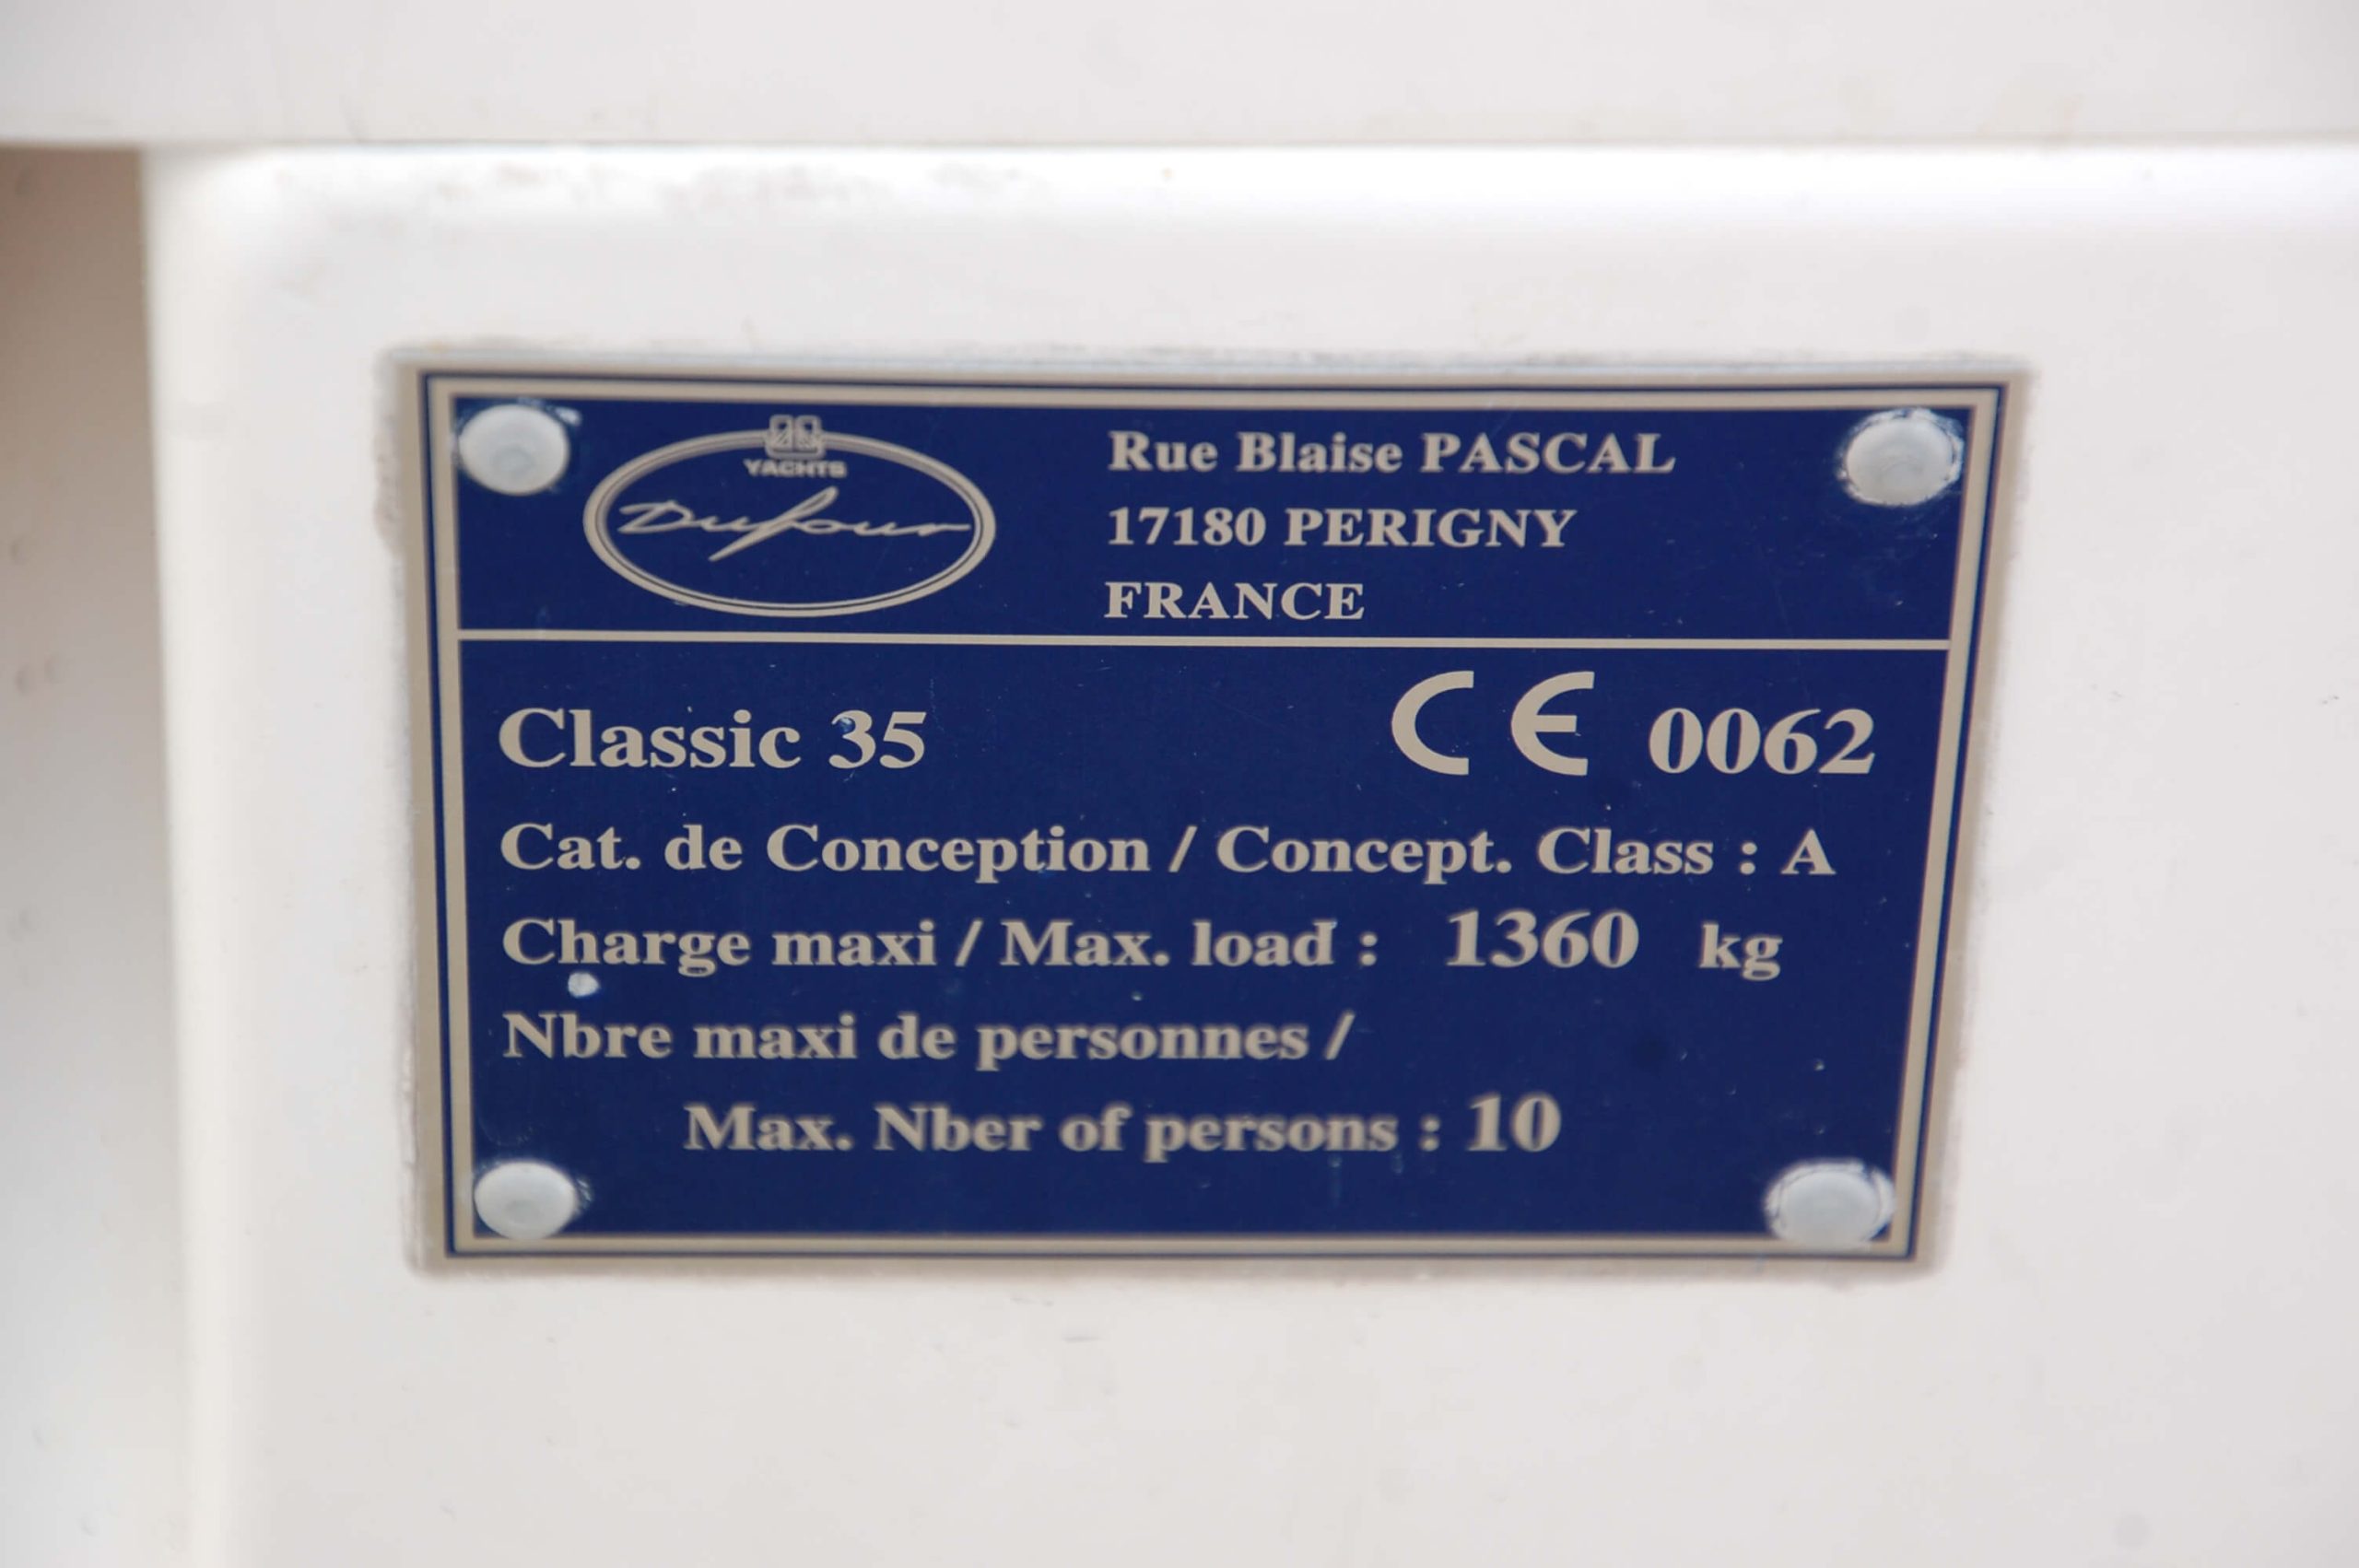 YACHTS
Dufour
Rue Blaise PASCAL
17180 PERIGNY
FRANCE
Classic 35
CE 0062
Cat. de Conception / Concept. Class : A
Charge maxi / Max. load : 1360 kg
Nbre maxi de personnes /
Max. Nber of persons : 10